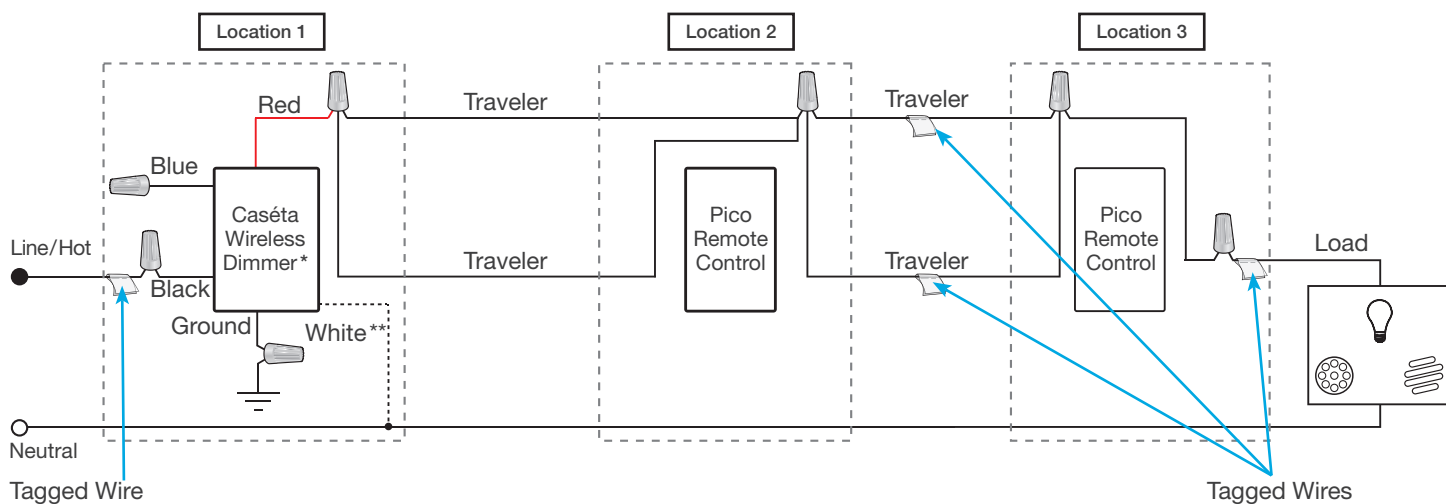 Location 1
Location 2
Location 3
Red
Traveler
Traveler
Blue
Caséta
Wireless
Dimmer*
Pico
Remote
Control
Pico
Remote
Control
Line/Hot
Black
Traveler
Traveler
Load
Ground
White**
Neutral
Tagged Wire
Tagged Wires